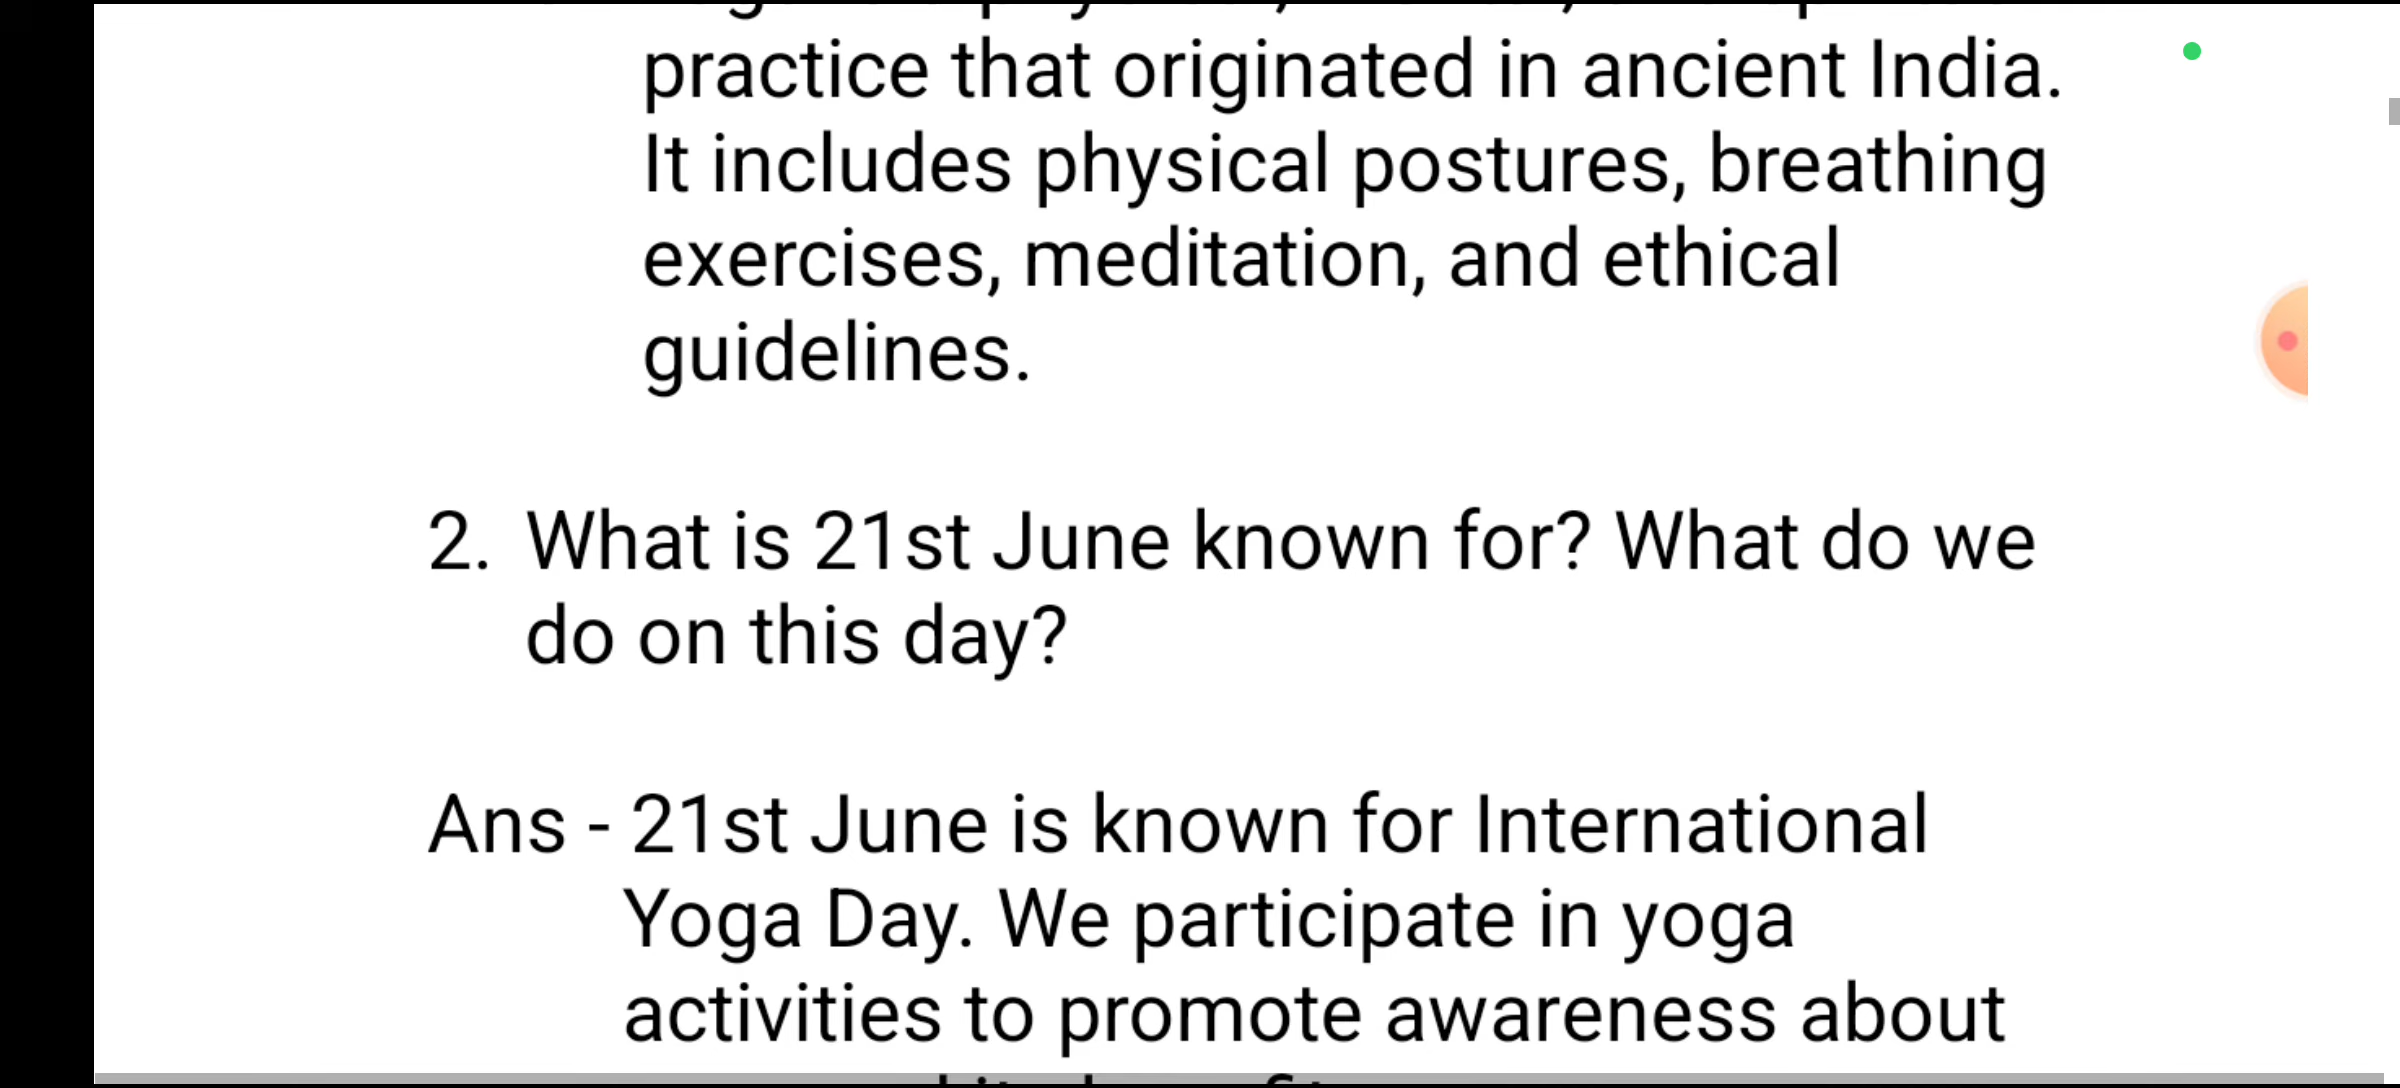 practice that originated in ancient India.
It includes physical postures, breathing
exercises, meditation, and ethical
guidelines.
2. What is 21st June known for? What do we
do on this day?
Ans - 21st June is known for International
Yoga Day. We participate in yoga
activities to promote awareness about